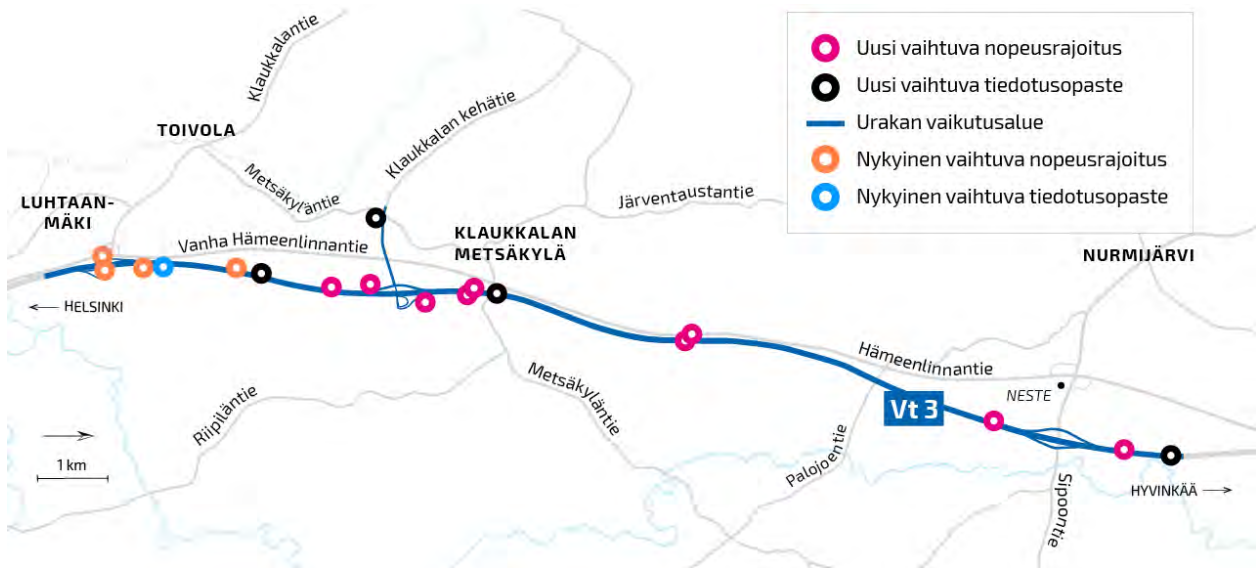 Uusi vaihtuva nopeusrajoitus
Uusi vaihtuva tiedotusopaste
Urakan vaikutusalue
Nykyinen vaihtuva nopeusrajoitus
Nykyinen vaihtuva tiedotusopaste
Klaukkalantie
TOIVOLA
Klaukkalan kehätie
Metsäkyläntie
Järventaustantie
LUHTAAN-
MÄKI
Vanha Hämeenlinnantie
KLAUKKALAN
METSÄKYLÄ
NURMIJÄRVI
HELSINKI
Hämeenlinnantie
NESTE
Metsäkyläntie
Vt 3
Riipiläntie
Palojoentie
1 km
Sipoontie
HYVINKÄÄ